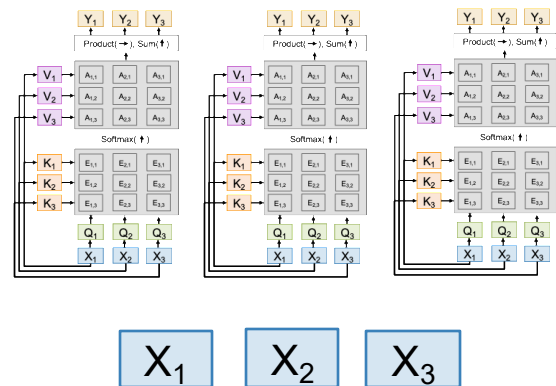 Y1 Y2 Y3
Product(→), Sum(↑)
V1 A1,1 A2,1 A3,1
V2 A1,2 A2,2 A3,2
V3 A1,3 A2,3 A3,3
Softmax(↑)
K1 E1,1 E2,1 E3,1
K2 E1,2 E2,2 E3,2
K3 E1,3 E2,3 E3,3
Q1 Q2 Q3
X1 X2 X3
Y1 Y2 Y3
Product(→), Sum(↑)
V1 A1,1 A2,1 A3,1
V2 A1,2 A2,2 A3,2
V3 A1,3 A2,3 A3,3
Softmax(↑)
K1 E1,1 E2,1 E3,1
K2 E1,2 E2,2 E3,2
K3 E1,3 E2,3 E3,3
Q1 Q2 Q3
X1 X2 X3
Y1 Y2 Y3
Product(→), Sum(↑)
V1 A1,1 A2,1 A3,1
V2 A1,2 A2,2 A3,2
V3 A1,3 A2,3 A3,3
Softmax(↑)
K1 E1,1 E2,1 E3,1
K2 E1,2 E2,2 E3,2
K3 E1,3 E2,3 E3,3
Q1 Q2 Q3
X1 X2 X3
X1 X2 X3